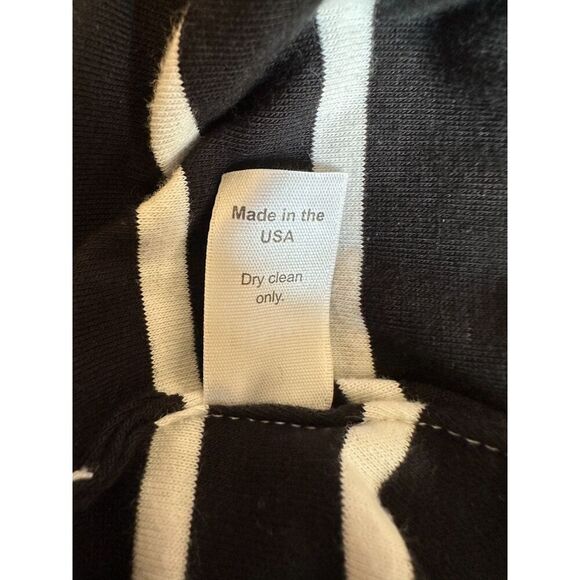 Made in the
USA
Dry clean
only.